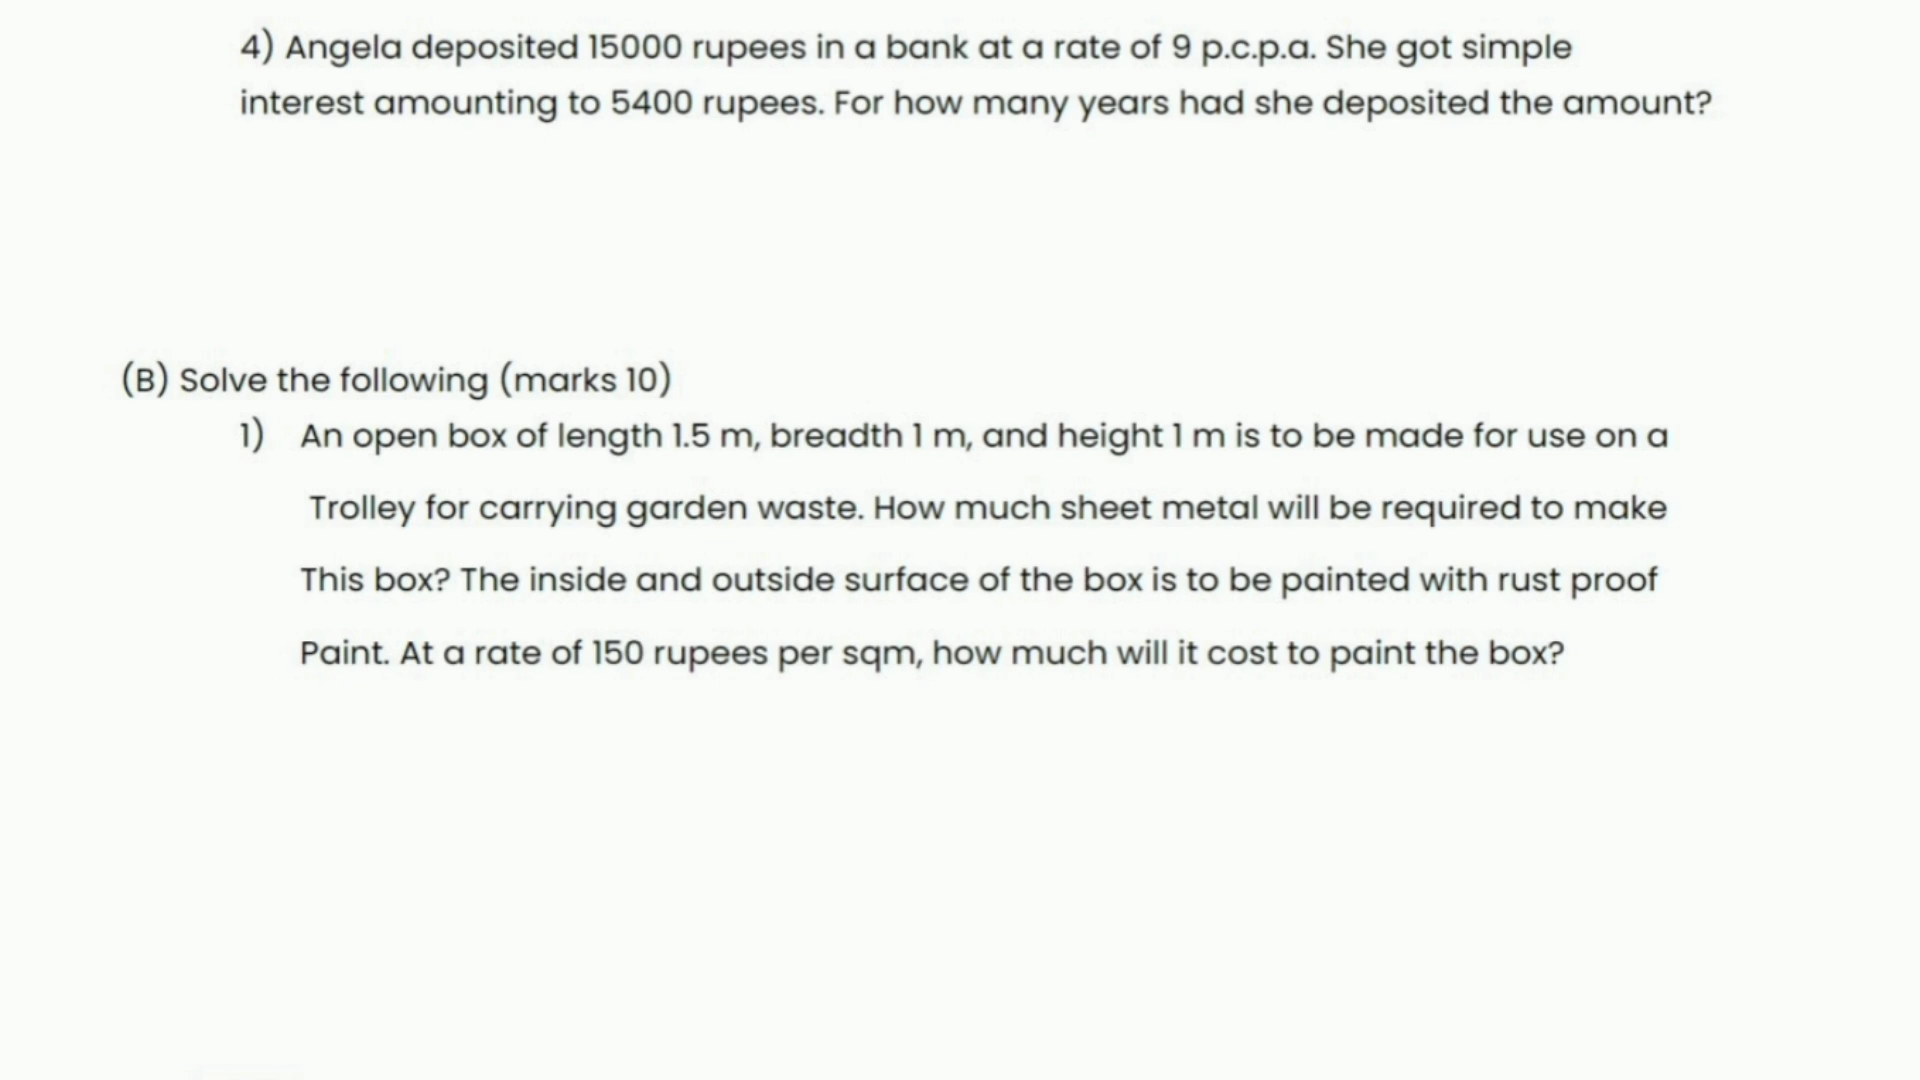 4) Angela deposited 15000 rupees in a bank at a rate of 9 p.c.p.a. She got simple
interest amounting to 5400 rupees. For how many years had she deposited the amount?
(B) Solve the following (marks 10)
1) An open box of length 1.5 m, breadth 1 m, and height 1 m is to be made for use on a
Trolley for carrying garden waste. How much sheet metal will be required to make
This box? The inside and outside surface of the box is to be painted with rust proof
Paint. At a rate of 150 rupees per sqm, how much will it cost to paint the box?